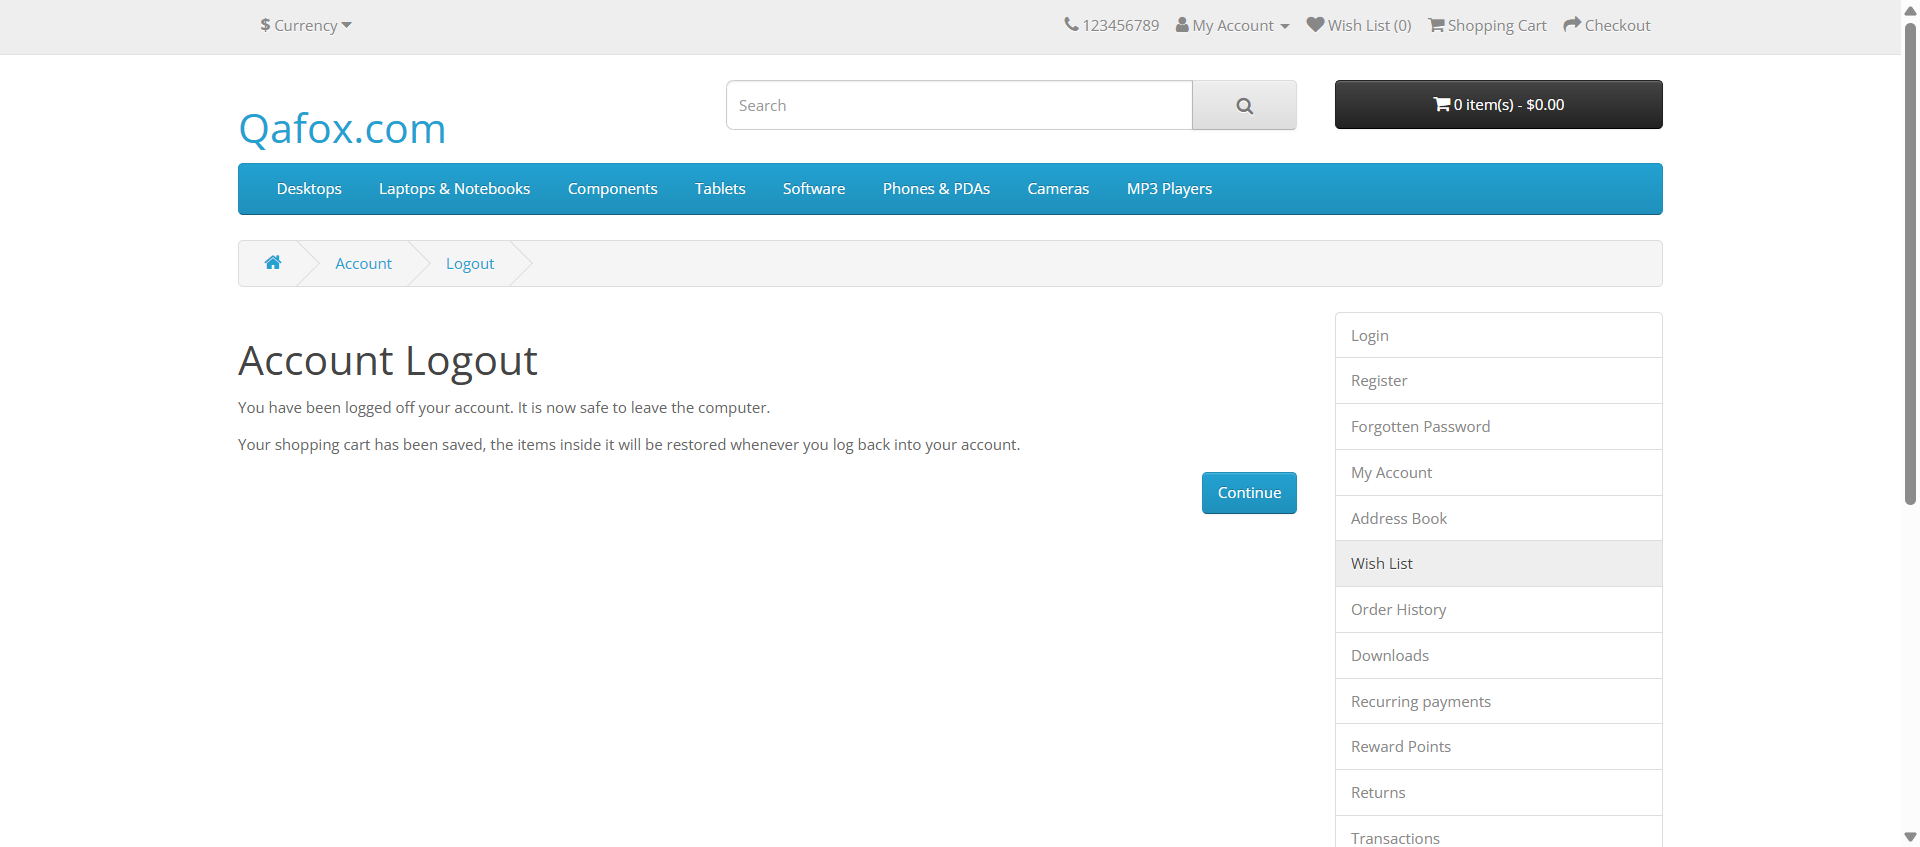 $ Currency
123456789 My Account Wish List (0) Shopping Cart Checkout
Qafox.com
Search
0 item(s) - $0.00
Desktops Laptops & Notebooks Components Tablets Software Phones & PDAs Cameras MP3 Players
Account Logout
Account Logout
You have been logged off your account. It is now safe to leave the computer.
Your shopping cart has been saved, the items inside it will be restored whenever you log back into your account.
Continue
Login
Register
Forgotten Password
My Account
Address Book
Wish List
Order History
Downloads
Recurring payments
Reward Points
Returns
Transactions